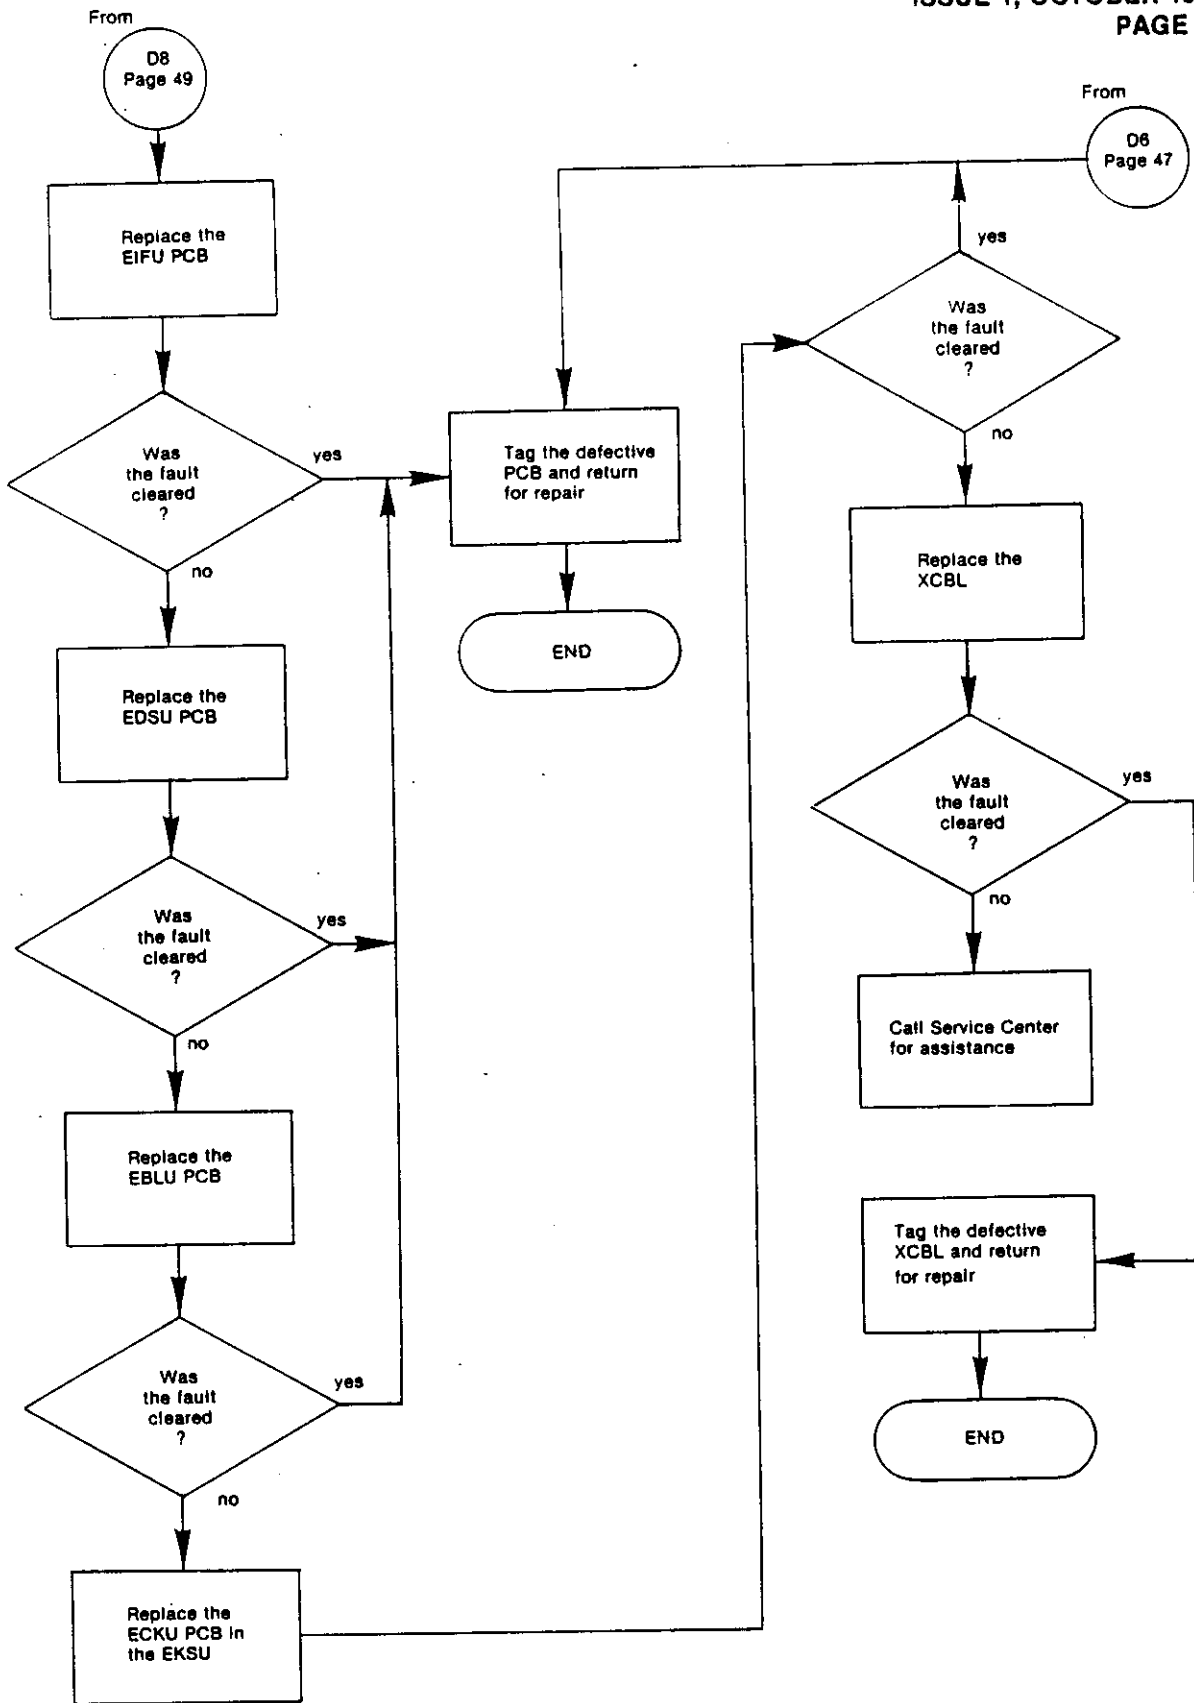 PAGE
From
D8
Page 49
Replace the
EIFU PCB
Was
the fault
cleared
?
yes
no
Replace the
EDSU PCB
Was
the fault
cleared
?
yes
no
Replace the
EBLU PCB
Was
the fault
cleared
?
yes
no
Replace the
ECKU PCB in
the EKSU
Tag the defective
PCB and return
for repair
END
From
D6
Page 47
yes
Was
the fault
cleared
?
no
Replace the
XCBL
Was
the fault
cleared
?
yes
no
Call Service Center
for assistance
Tag the defective
XCBL and return
for repair
END